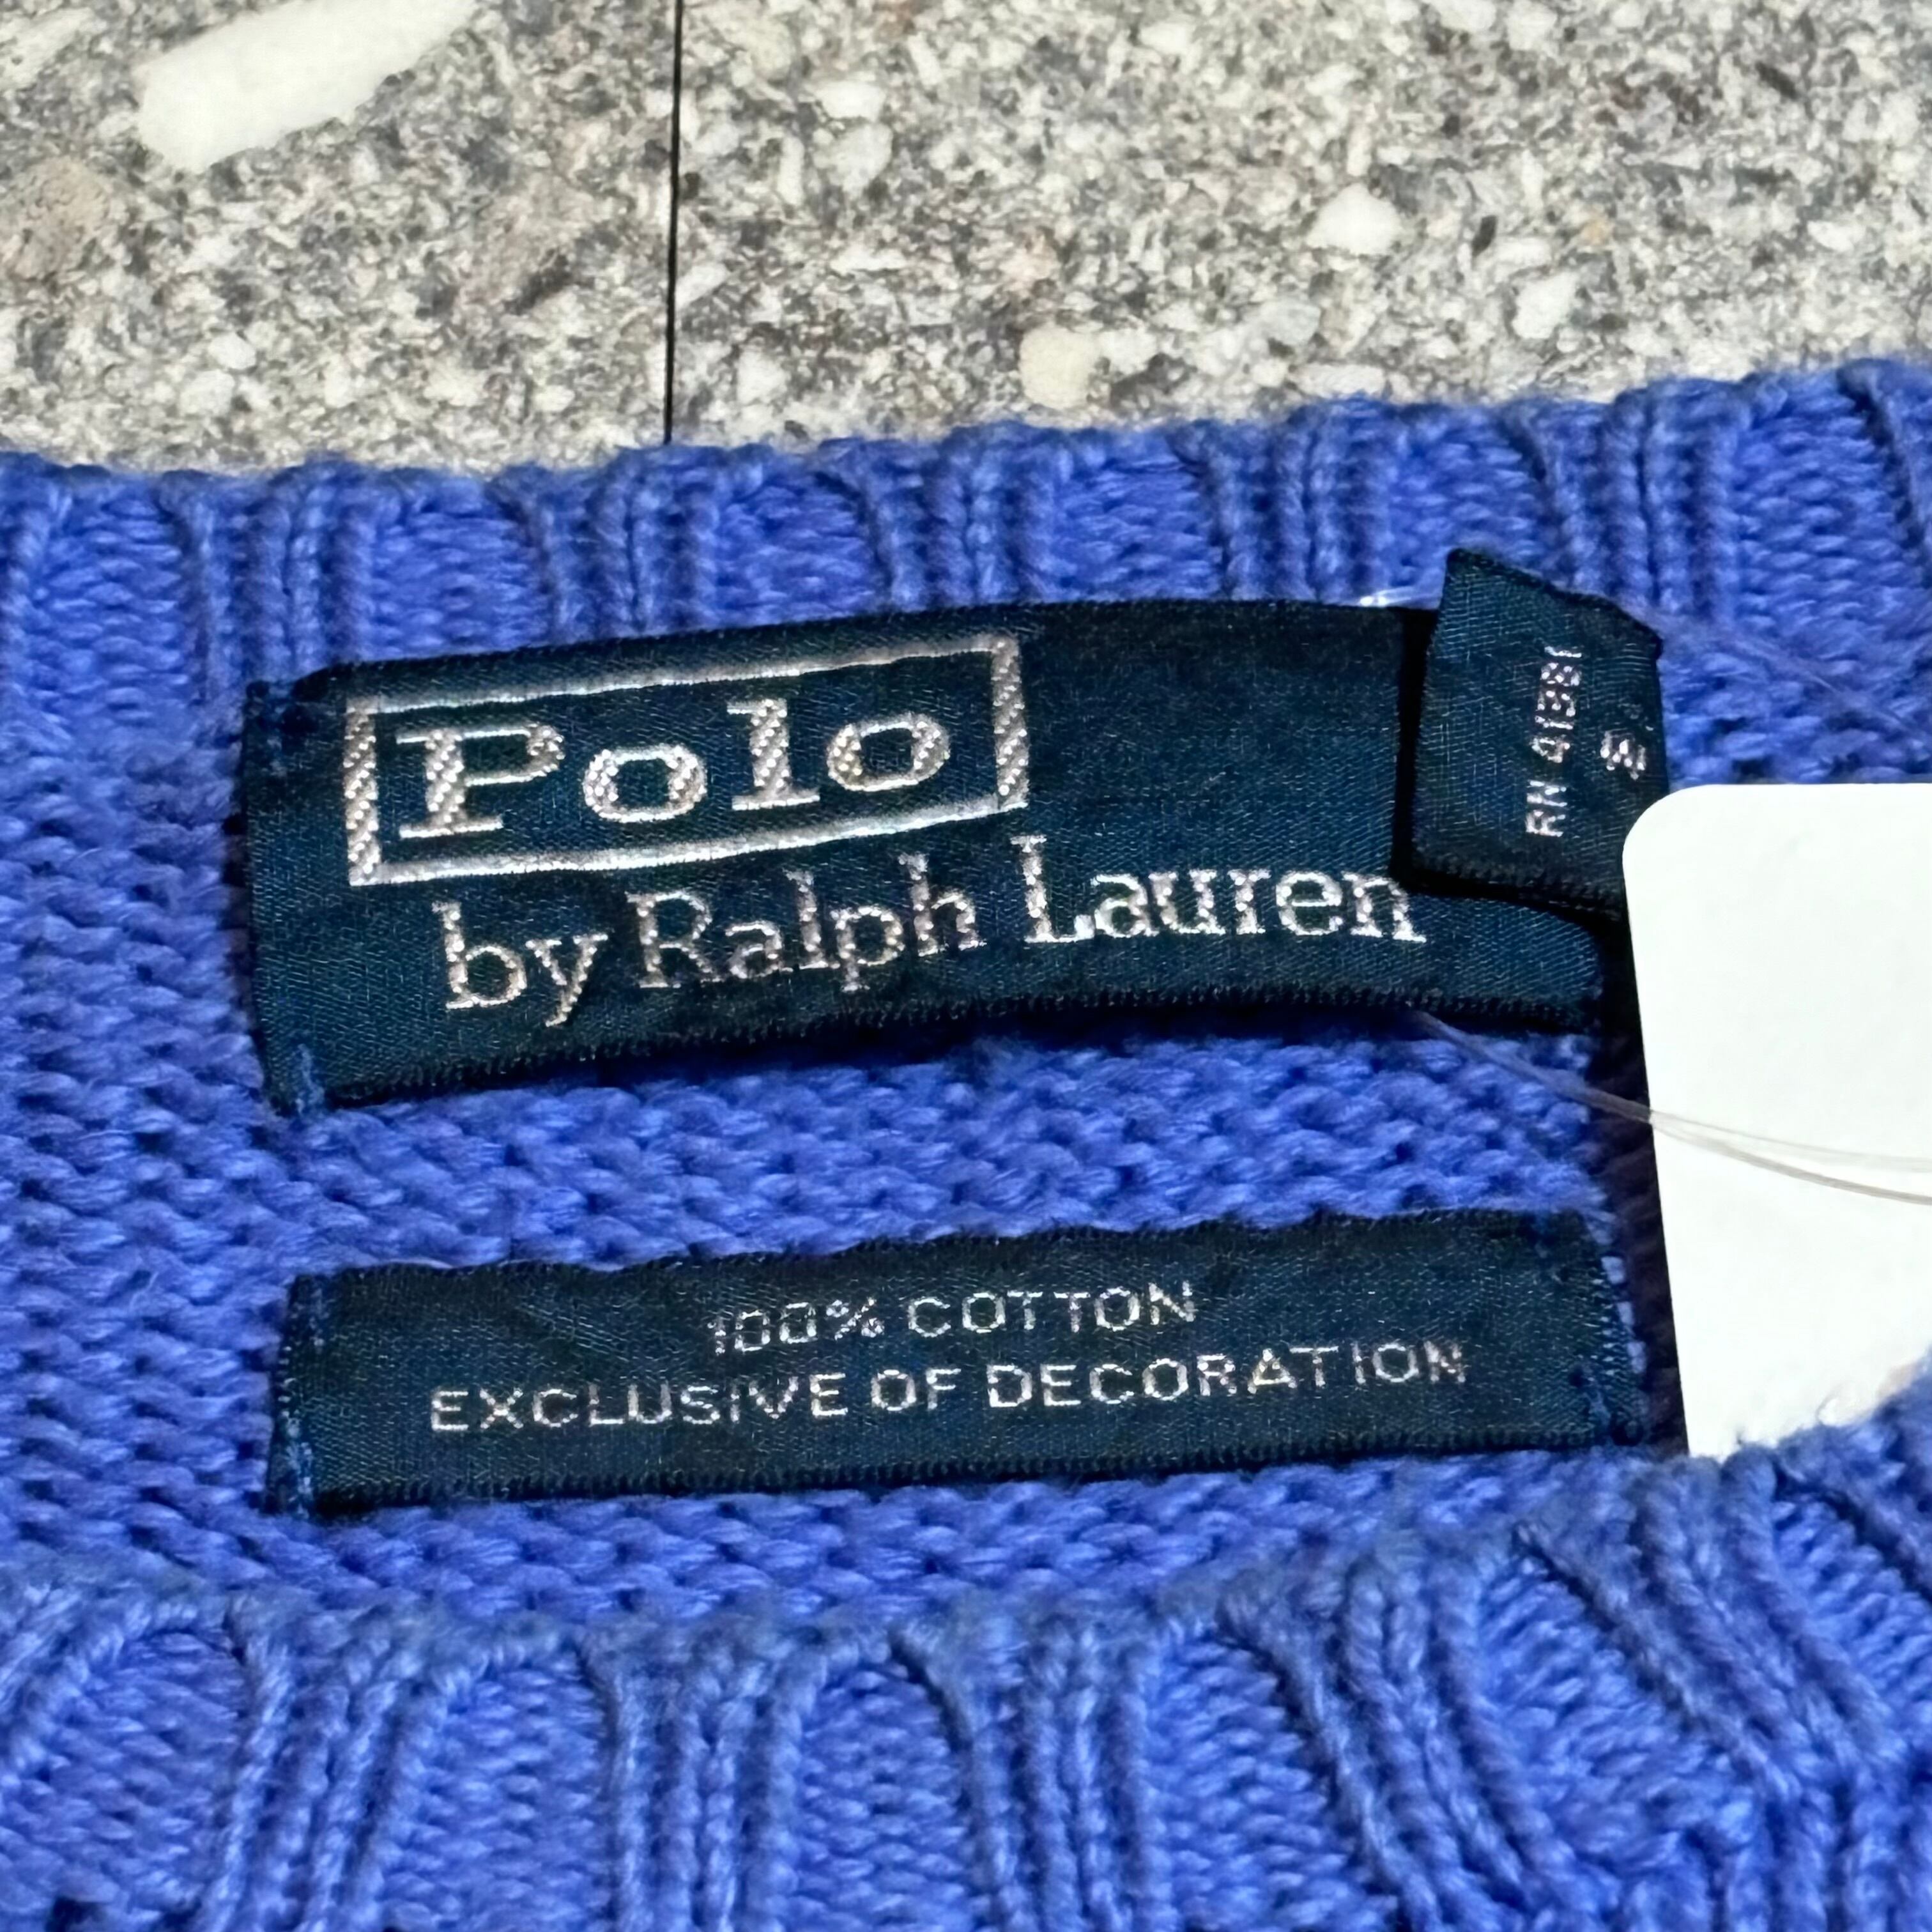 Polo
by Ralph Lauren
RN 41381
100% COTTON
EXCLUSIVE OF DECORATION